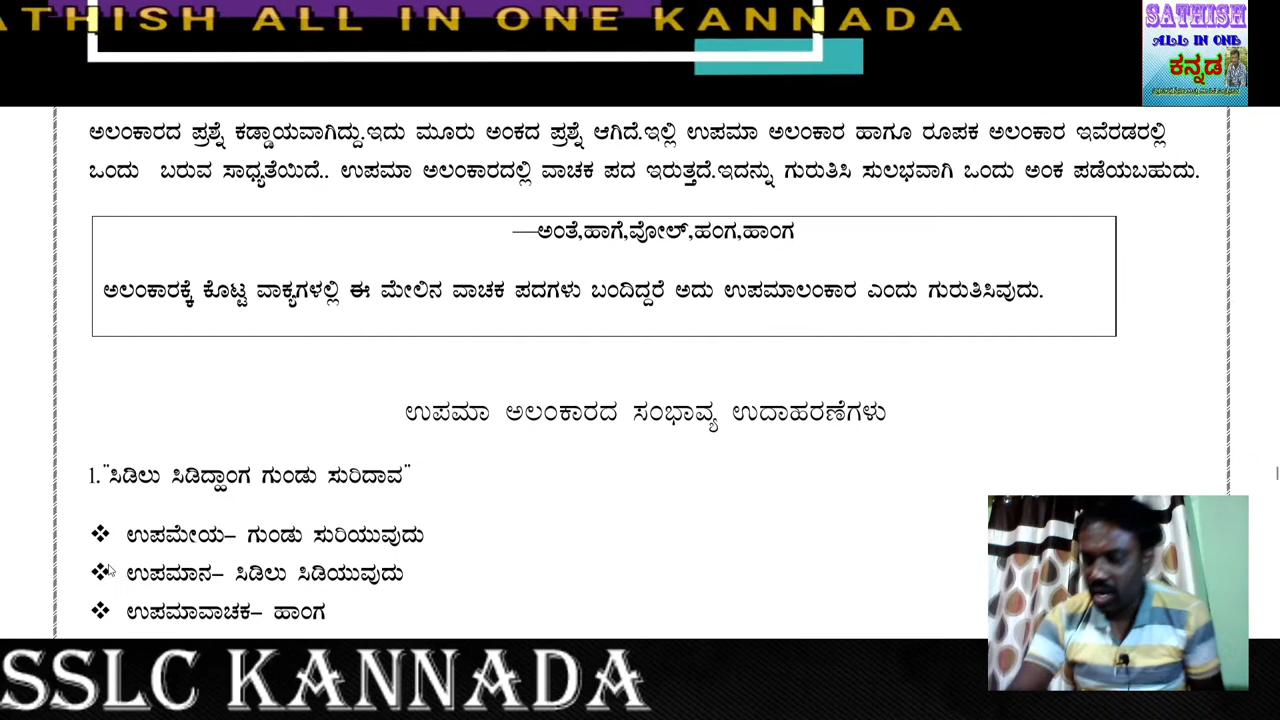 ATHISH ALL IN ONE KANNADA
SATHISH
ALL IN ONE
ಕನ್ನಡ
ಅಲಂಕಾರದ ಪ್ರಶ್ನೆ ಕಡ್ಡಾಯವಾಗಿದ್ದು.ಇದು ಮೂರು ಅಂಕದ ಪ್ರಶ್ನೆ ಆಗಿದೆ.ಇಲ್ಲಿ ಉಪಮಾ ಅಲಂಕಾರ ಹಾಗೂ ರೂಪಕ ಅಲಂಕಾರ ಇವೆರಡರಲ್ಲಿ
ಒಂದು ಬರುವ ಸಾಧ್ಯತೆಯಿದೆ.. ಉಪಮಾ ಅಲಂಕಾರದಲ್ಲಿ ವಾಚಕ ಪದ ಇರುತ್ತದೆ.ಇದನ್ನು ಗುರುತಿಸಿ ಸುಲಭವಾಗಿ ಒಂದು ಅಂಕ ಪಡೆಯಬಹುದು.
—ಅಂತೆ,ಹಾಗೆ,ವೋಲ್,ಹಂಗ,ಹಾಂಗ
ಅಲಂಕಾರಕ್ಕೆ ಕೊಟ್ಟ ವಾಕ್ಯಗಳಲ್ಲಿ ಈ ಮೇಲಿನ ವಾಚಕ ಪದಗಳು ಬಂದಿದ್ದರೆ ಅದು ಉಪಮಾಲಂಕಾರ ಎಂದು ಗುರುತಿಸಿವುದು.
ಉಪಮಾ ಅಲಂಕಾರದ ಸಂಭಾವ್ಯ ಉದಾಹರಣೆಗಳು
1."ಸಿಡಿಲು ಸಿಡಿದ್ಹಾಂಗ ಗುಂಡು ಸುರಿದಾವ"
❖ ಉಪಮೇಯ– ಗುಂಡು ಸುರಿಯುವುದು
❖ ಉಪಮಾನ– ಸಿಡಿಲು ಸಿಡಿಯುವುದು
❖ ಉಪಮಾವಾಚಕ– ಹಾಂಗ
SSLC KANNADA